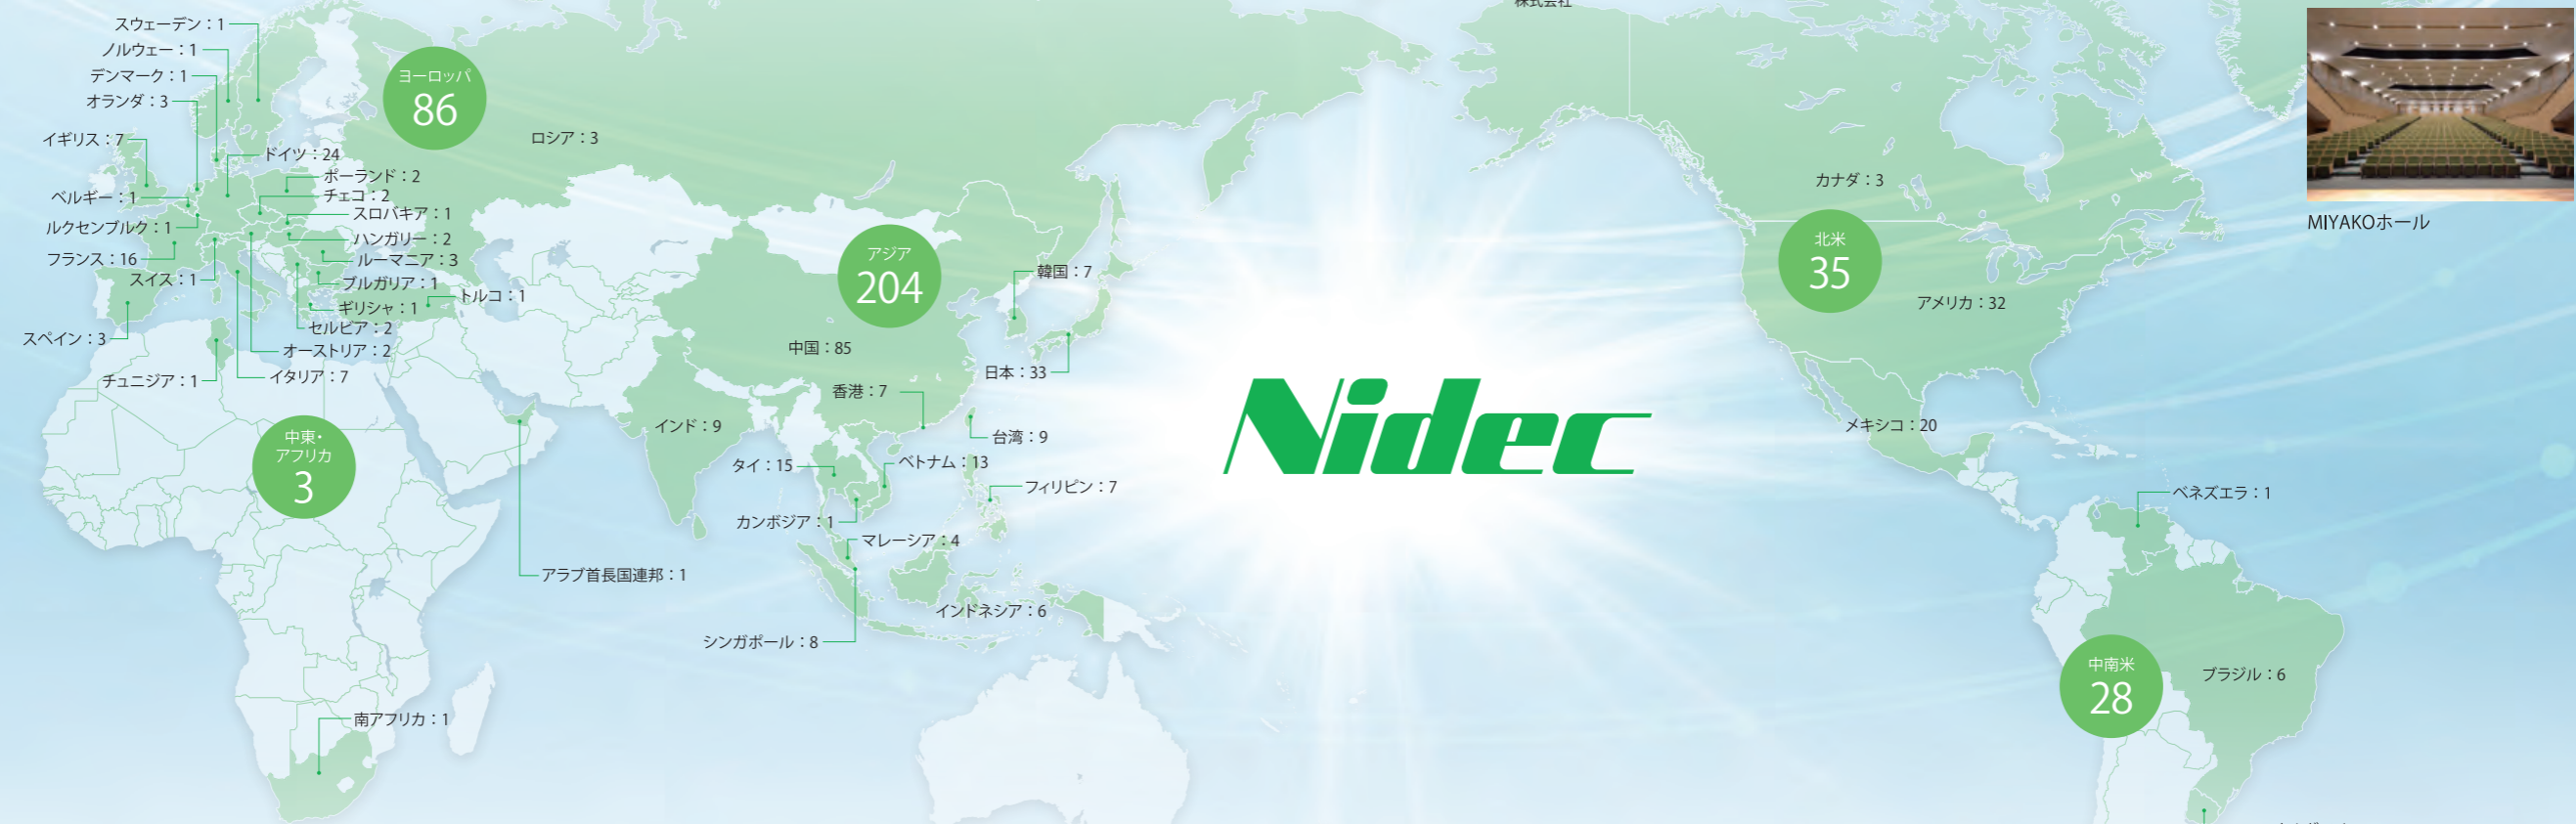 株式会社
スウェーデン：1
ノルウェー：1
デンマーク：1
オランダ：3
イギリス：7
ベルギー：1
ルクセンブルク：1
フランス：16
スイス：1
スペイン：3
チュニジア：1
ヨーロッパ
86
ロシア：3
ドイツ：24
ポーランド：2
チェコ：2
スロバキア：1
ハンガリー：2
ルーマニア：3
ブルガリア：1
トルコ：1
ギリシャ：1
セルビア：2
オーストリア：2
イタリア：7
中東・
アフリカ
3
アラブ首長国連邦：1
南アフリカ：1
アジア
204
韓国：7
中国：85
日本：33
香港：7
インド：9
台湾：9
タイ：15
ベトナム：13
フィリピン：7
カンボジア：1
マレーシア：4
インドネシア：6
シンガポール：8
Nidec
カナダ：3
北米
35
アメリカ：32
メキシコ：20
ベネズエラ：1
中南米
28
ブラジル：6
MIYAKOホール